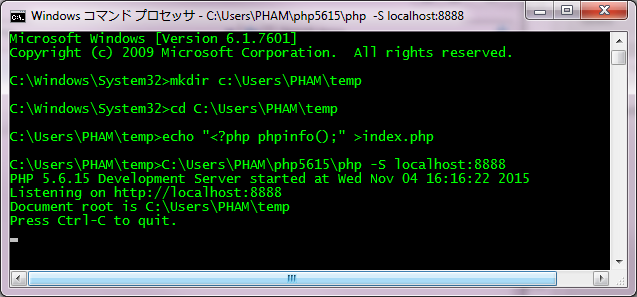 Windows コマンド プロセッサ - C:\Users\PHAM\php5615\php -S localhost:8888
Microsoft Windows [Version 6.1.7601]
Copyright (c) 2009 Microsoft Corporation.  All rights reserved.
C:\Windows\System32>mkdir c:\Users\PHAM\temp
C:\Windows\System32>cd C:\Users\PHAM\temp
C:\Users\PHAM\temp>echo "<?php phpinfo();" >index.php
C:\Users\PHAM\temp>C:\Users\PHAM\php5615\php -S localhost:8888
PHP 5.6.15 Development Server started at Wed Nov 04 16:16:22 2015
Listening on http://localhost:8888
Document root is C:\Users\PHAM\temp
Press Ctrl-C to quit.